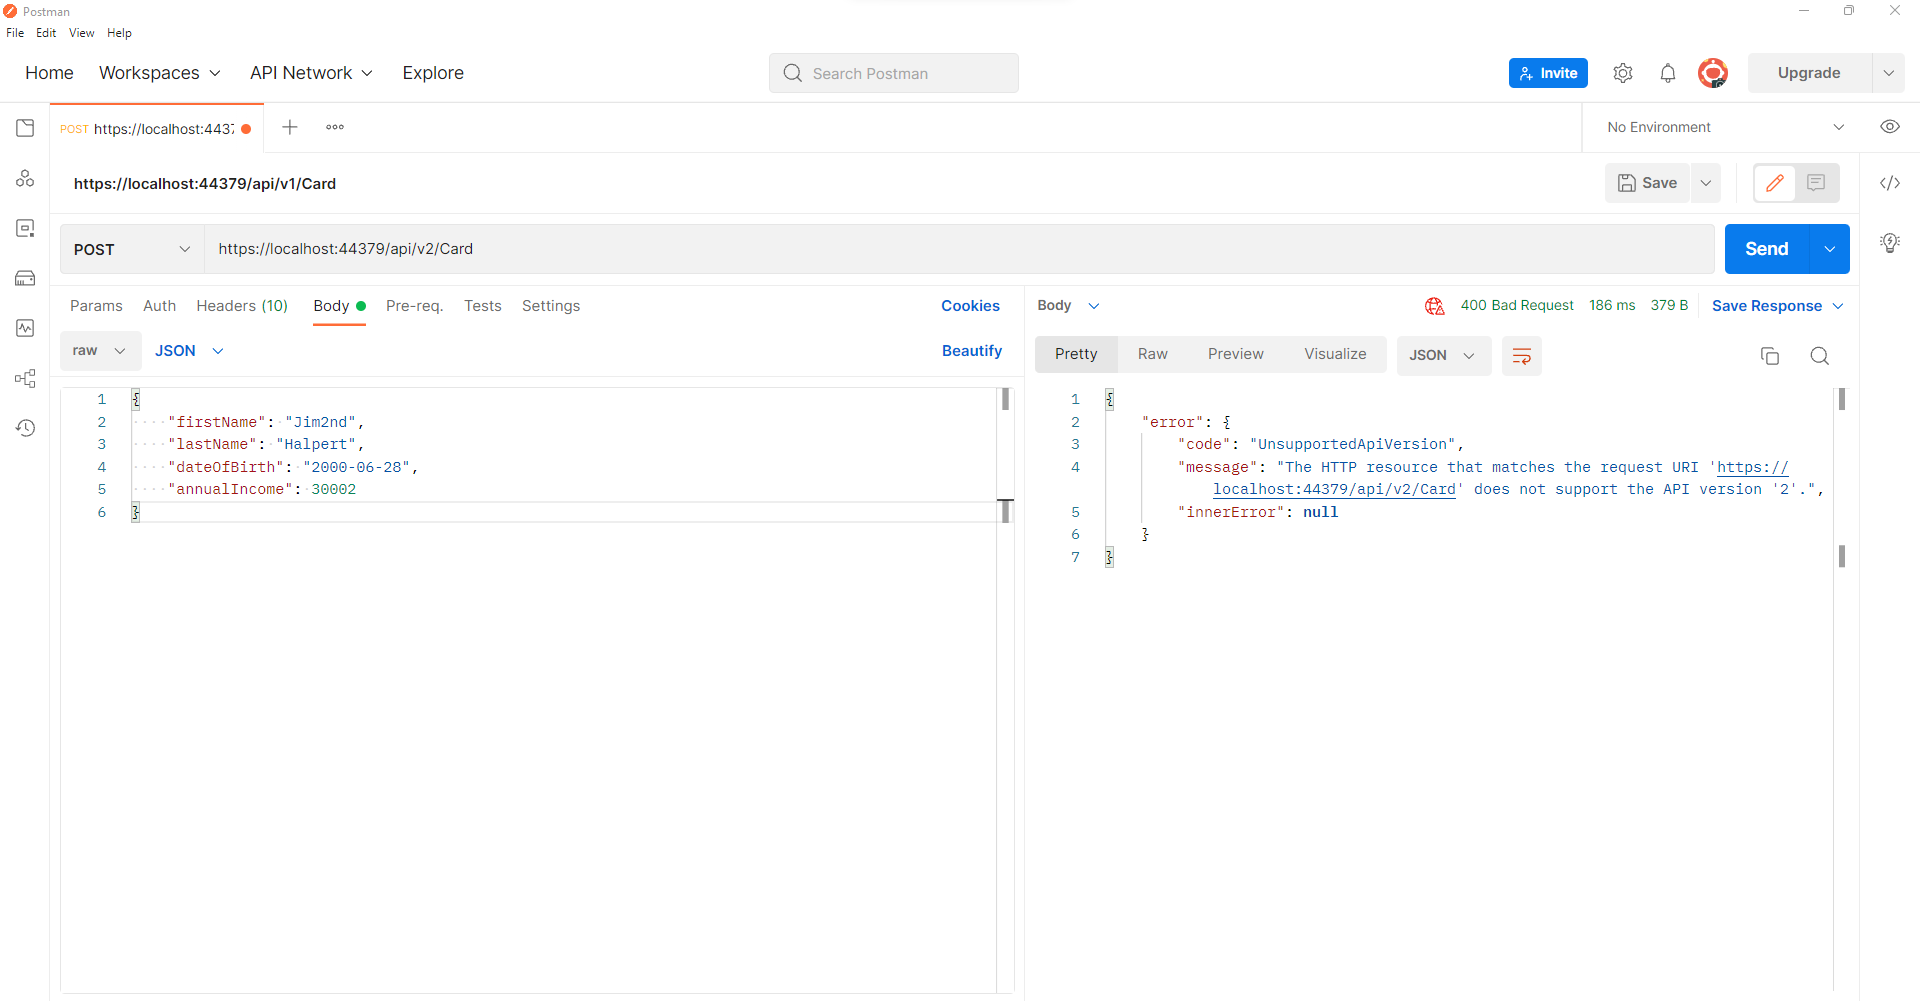 Postman
File Edit View Help
Home Workspaces API Network Explore
Search Postman
Invite
Upgrade
POST https://localhost:4437
No Environment
https://localhost:44379/api/v1/Card
Save
POST
https://localhost:44379/api/v2/Card
Send
Params Auth Headers (10) Body Pre-req. Tests Settings
Cookies
raw JSON
Beautify
1 {
2 "firstName": "Jim2nd",
3 "lastName": "Halpert",
4 "dateOfBirth": "2000-06-28",
5 "annualIncome": 30002
6 }
Body
400 Bad Request 186 ms 379 B Save Response
Pretty Raw Preview Visualize JSON
1 {
2 "error": {
3 "code": "UnsupportedApiVersion",
4 "message": "The HTTP resource that matches the request URI 'https://
localhost:44379/api/v2/Card' does not support the API version '2'.",
5 "innerError": null
6 }
7 }